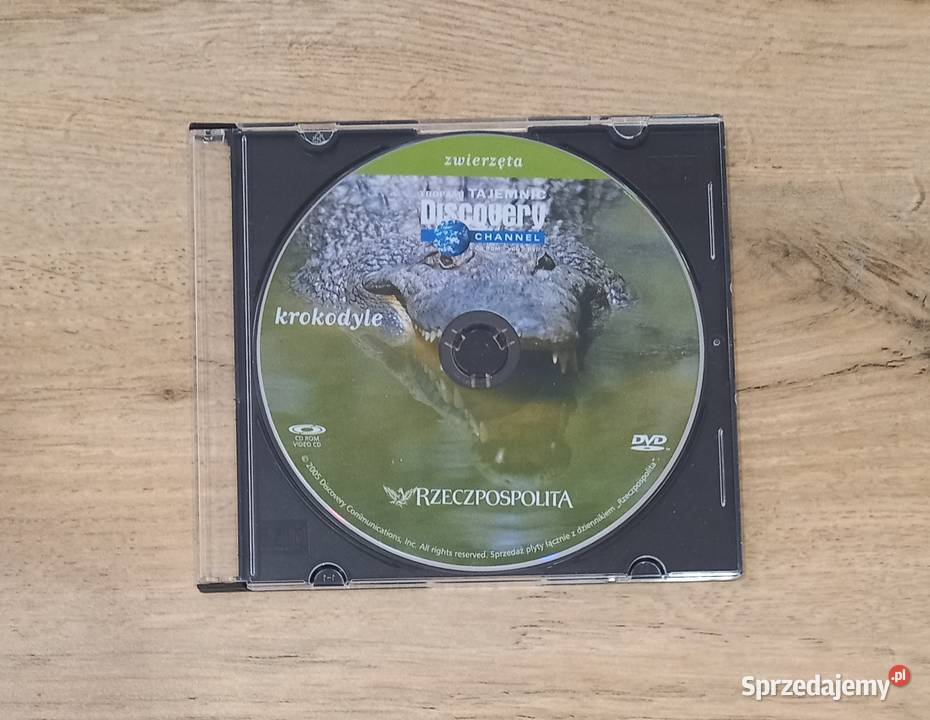 zwierzęta
TROPAMI TAJEMNIC
Discovery
CHANNEL
krokodyle
CD ROM
VIDEO CD
DVD
RZECZPOSPOLITA
© 2005 Discovery Communications, Inc. All rights reserved. Sprzedaż płyty łącznie z dziennikiem „Rzeczpospolita”.
Sprzedajemy.pl